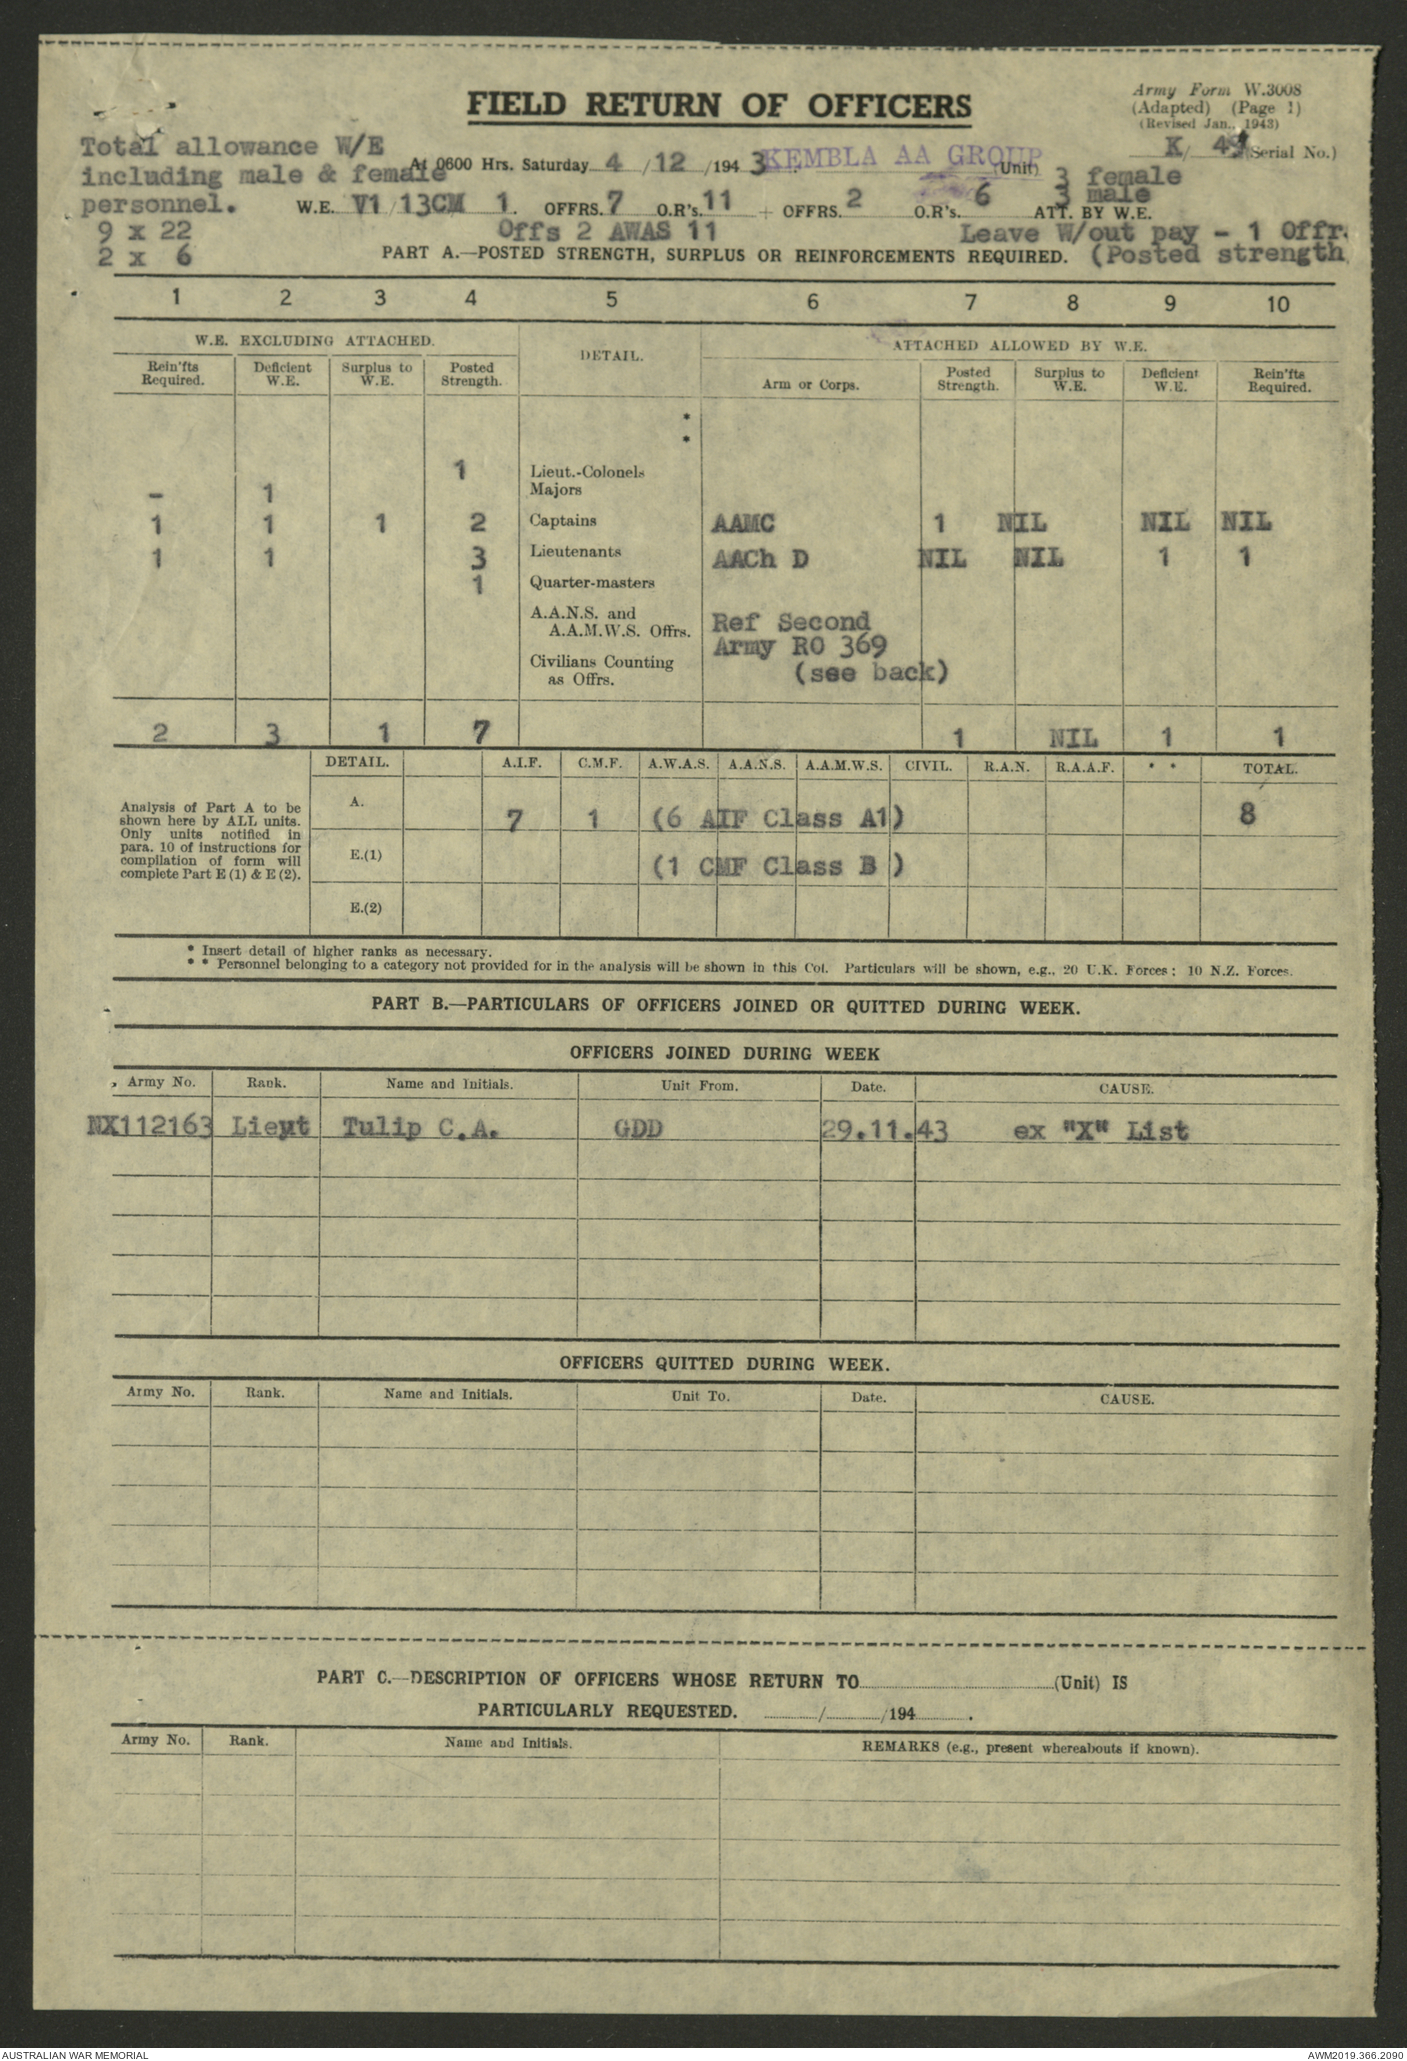 FIELD RETURN OF OFFICERS
Army Form W.3008
(Adapted) (Page 1)
(Revised Jan., 1943)
K/ 49 (Serial No.)
Total allowance W/E
including male & female
personnel.
9 x 22
2 x 6
At 0600 Hrs. Saturday 4 /12 /194 3. KEMBLA AA GROUP (Unit)
3 female
3 male
W.E. V1/13CM 1. OFFRS. 7 O.R's. 11 + OFFRS. 2 O.R's. 6 ATT. BY W.E.
Offs 2 AWAS 11
Leave W/out pay - 1 Offr.
(Posted strength
PART A.—POSTED STRENGTH, SURPLUS OR REINFORCEMENTS REQUIRED.
1 2 3 4 5 6 7 8 9 10
W.E. EXCLUDING ATTACHED. DETAIL. ATTACHED ALLOWED BY W.E.
Rein'fts Required. Deficient W.E. Surplus to W.E. Posted Strength. Arm or Corps. Posted Strength. Surplus to W.E. Deficient W.E. Rein'fts Required.
*
*
1 Lieut.-Colonels
- 1 Majors
1 1 1 2 Captains AAMC 1 NIL NIL NIL
1 1 3 Lieutenants AACh D NIL NIL 1 1
1 Quarter-masters
A.A.N.S. and
A.A.M.W.S. Offrs.
Ref Second
Army RO 369
(see back)
Civilians Counting
as Offrs.
2 3 1 7 1 NIL 1 1
DETAIL. A.I.F. C.M.F. A.W.A.S. A.A.N.S. A.A.M.W.S. CIVIL. R.A.N. R.A.A.F. * * TOTAL.
Analysis of Part A to be
shown here by ALL units.
Only units notified in
para. 10 of instructions for
compilation of form will
complete Part E (1) & E (2).
A. 7 1 (6 AIF Class A1) 8
E.(1) (1 CMF Class B )
E.(2)
* Insert detail of higher ranks as necessary.
* * Personnel belonging to a category not provided for in the analysis will be shown in this Col. Particulars will be shown, e.g., 20 U.K. Forces; 10 N.Z. Forces.
PART B.—PARTICULARS OF OFFICERS JOINED OR QUITTED DURING WEEK.
OFFICERS JOINED DURING WEEK
Army No. Rank. Name and Initials. Unit From. Date. CAUSE.
NX112163 Lieut Tulip C.A. GDD 29.11.43 ex "X" List
OFFICERS QUITTED DURING WEEK.
Army No. Rank. Name and Initials. Unit To. Date. CAUSE.
PART C.—DESCRIPTION OF OFFICERS WHOSE RETURN TO (Unit) IS
PARTICULARLY REQUESTED. / /194 .
Army No. Rank. Name and Initials. REMARKS (e.g., present whereabouts if known).
AUSTRALIAN WAR MEMORIAL
AWM2019.366.2090